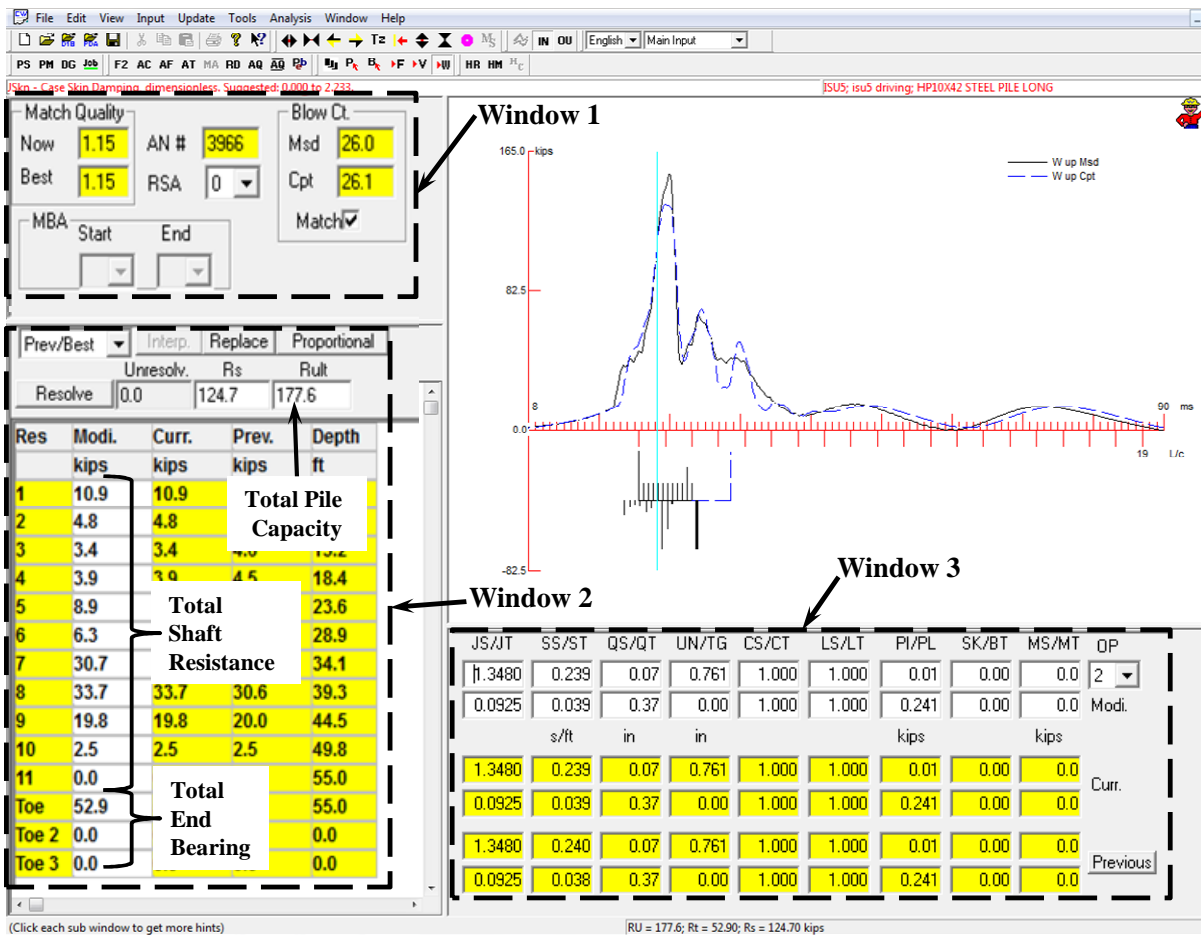 File Edit View Input Update Tools Analysis Window Help
DTB PDA Tz MS IN OU English Main Input
PS PM DG Job F2 AC AF AT MA RD AQ AQ F V W HR HM HC
JSkn - Case Skin Damping, dimensionless. Suggested: 0.000 to 2.233.
ISU5; isu5 driving; HP10X42 STEEL PILE LONG
Match Quality
Blow Ct.
Now 1.15 AN # 3966 Msd 26.0
Best 1.15 RSA 0 Cpt 26.1
Match
MBA
Start End
Window 1
Prev/Best Interp. Replace Proportional
Unresolv. Rs Rult
Resolve 0.0 124.7 177.6
Res Modi. Curr. Prev. Depth
kips kips kips ft
1 10.9 10.9
2 4.8 4.8
3 3.4 3.4
4 3.9 3.9 4.5 18.4
5 8.9 23.6
6 6.3 28.9
7 30.7 34.1
8 33.7 33.7 30.6 39.3
9 19.8 19.8 20.0 44.5
10 2.5 2.5 2.5 49.8
11 0.0 55.0
Toe 52.9 55.0
Toe 2 0.0 0.0
Toe 3 0.0 0.0
Total Pile
Capacity
Total
Shaft
Resistance
Total
End
Bearing
Window 2
165.0 kips
82.5
0.0
-82.5
8
90 ms
19 L/c
W up Msd
W up Cpt
Window 3
JS/JT SS/ST QS/QT UN/TG CS/CT LS/LT PI/PL SK/BT MS/MT OP
1.3480 0.239 0.07 0.761 1.000 1.000 0.01 0.00 0.0 2
0.0925 0.039 0.37 0.00 1.000 1.000 0.241 0.00 0.0 Modi.
s/ft in in kips kips
1.3480 0.239 0.07 0.761 1.000 1.000 0.01 0.00 0.0
Curr.
0.0925 0.039 0.37 0.00 1.000 1.000 0.241 0.00 0.0
1.3480 0.240 0.07 0.761 1.000 1.000 0.01 0.00 0.0
Previous
0.0925 0.038 0.37 0.00 1.000 1.000 0.241 0.00 0.0
(Click each sub window to get more hints)
RU = 177.6; Rt = 52.90; Rs = 124.70 kips